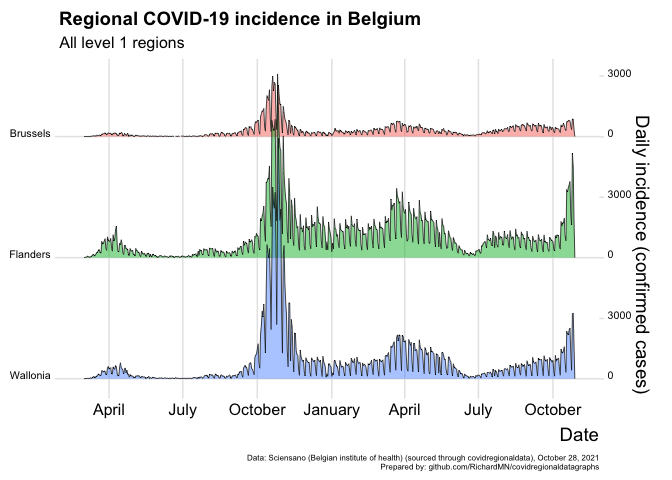 Regional COVID-19 incidence in Belgium
All level 1 regions
3000
Brussels
0
3000
Flanders
0
3000
Wallonia
0
Daily incidence (confirmed cases)
April
July
October
January
April
July
October
Date
Data: Sciensano (Belgian institute of health) (sourced through covidregionaldata), October 28, 2021
Prepared by: github.com/RichardMN/covidregionaldatagraphs